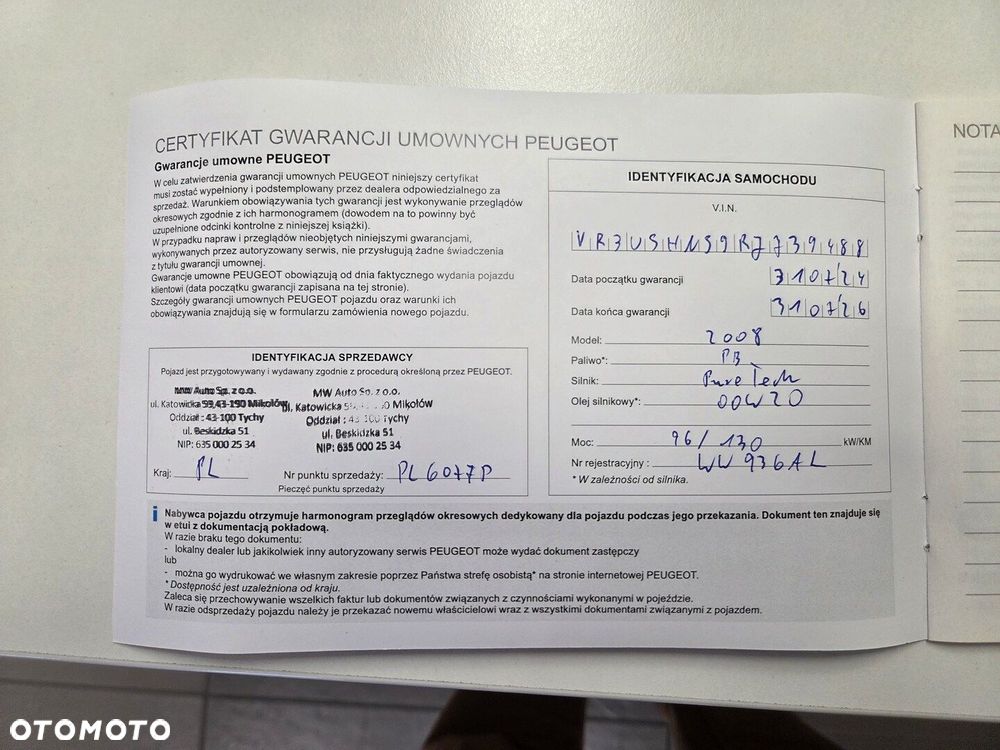 CERTYFIKAT GWARANCJI UMOWNYCH PEUGEOT
NOTA
Gwarancje umowne PEUGEOT
W celu zatwierdzenia gwarancji umownych PEUGEOT niniejszy certyfikat
musi zostać wypełniony i podstemplowany przez dealera odpowiedzialnego za
sprzedaż. Warunkiem obowiązywania tych gwarancji jest wykonywanie przeglądów
okresowych zgodnie z ich harmonogramem (dowodem na to powinny być
uzupełnione odcinki kontrolne z niniejszej książki).
W przypadku napraw i przeglądów nieobjętych niniejszymi gwarancjami,
wykonywanych przez autoryzowany serwis, nie przysługują żadne świadczenia
z tytułu gwarancji umownej.
Gwarancje umowne PEUGEOT obowiązują od dnia faktycznego wydania pojazdu
klientowi (data początku gwarancji zapisana na tej stronie).
Szczegóły gwarancji umownych PEUGEOT pojazdu oraz warunki ich
obowiązywania znajdują się w formularzu zamówienia nowego pojazdu.
IDENTYFIKACJA SPRZEDAWCY
Pojazd jest przygotowywany i wydawany zgodnie z procedurą określoną przez PEUGEOT.
MW Auto Sp. z o.o.
ul. Katowicka 59, 43-190 Mikołów
Oddział : 43-100 Tychy
ul. Beskidzka 51
NIP: 635 000 25 34
MW Auto Sp. z o.o.
ul. Katowicka Mikołów
Oddział : 43-100 Tychy
ul. Beskidzka 51
NIP: 635 000 25 34
Kraj: PL Nr punktu sprzedaży: PL6077P
Pieczęć punktu sprzedaży
IDENTYFIKACJA SAMOCHODU
V.I.N.
VR3USHNS9RJ739488
Data początku gwarancji 310724
Data końca gwarancji 310726
Model: 2008
Paliwo*: PB
Silnik: PureTech
Olej silnikowy*: 00W20
Moc: 96/130 kW/KM
Nr rejestracyjny : WW936AL
* W zależności od silnika.
i Nabywca pojazdu otrzymuje harmonogram przeglądów okresowych dedykowany dla pojazdu podczas jego przekazania. Dokument ten znajduje się
w etui z dokumentacją pokładową.
W razie braku tego dokumentu:
- lokalny dealer lub jakikolwiek inny autoryzowany serwis PEUGEOT może wydać dokument zastępczy
lub
- można go wydrukować we własnym zakresie poprzez Państwa strefę osobistą* na stronie internetowej PEUGEOT.
* Dostępność jest uzależniona od kraju.
Zaleca się przechowywanie wszelkich faktur lub dokumentów związanych z czynnościami wykonanymi w pojeździe.
W razie odsprzedaży pojazdu należy je przekazać nowemu właścicielowi wraz z wszystkimi dokumentami związanymi z pojazdem.
OTOMOTO